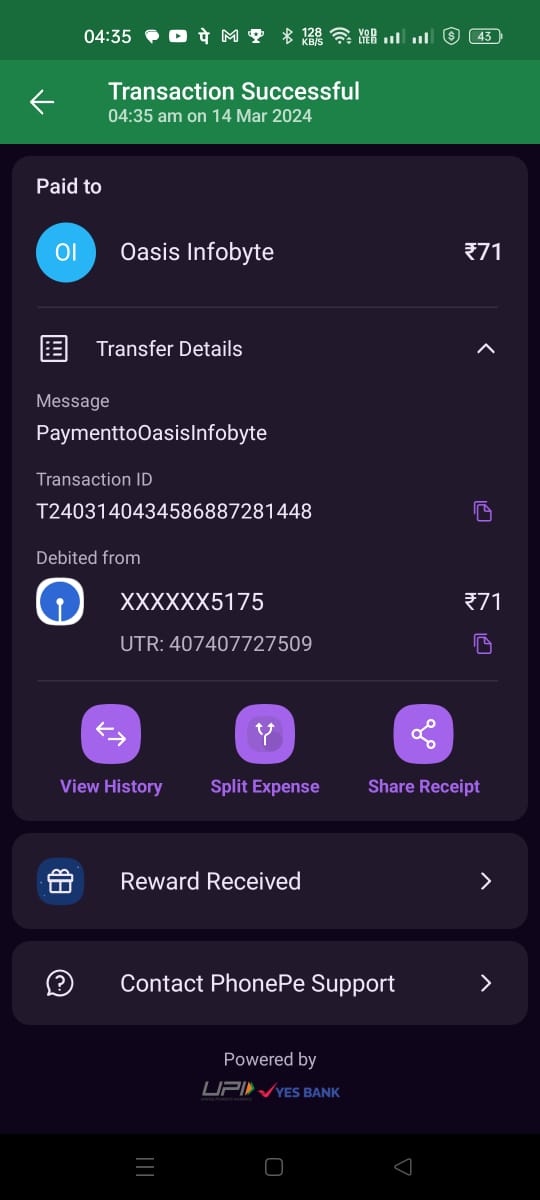 04:35 पे 128 KB/S VoD LTE 43
Transaction Successful
04:35 am on 14 Mar 2024
Paid to
OI Oasis Infobyte ₹71
Transfer Details
Message
PaymenttoOasisInfobyte
Transaction ID
T2403140434586887281448
Debited from
XXXXXX5175 ₹71
UTR: 407407727509
View History Split Expense Share Receipt
Reward Received
Contact PhonePe Support
Powered by
UPI YES BANK